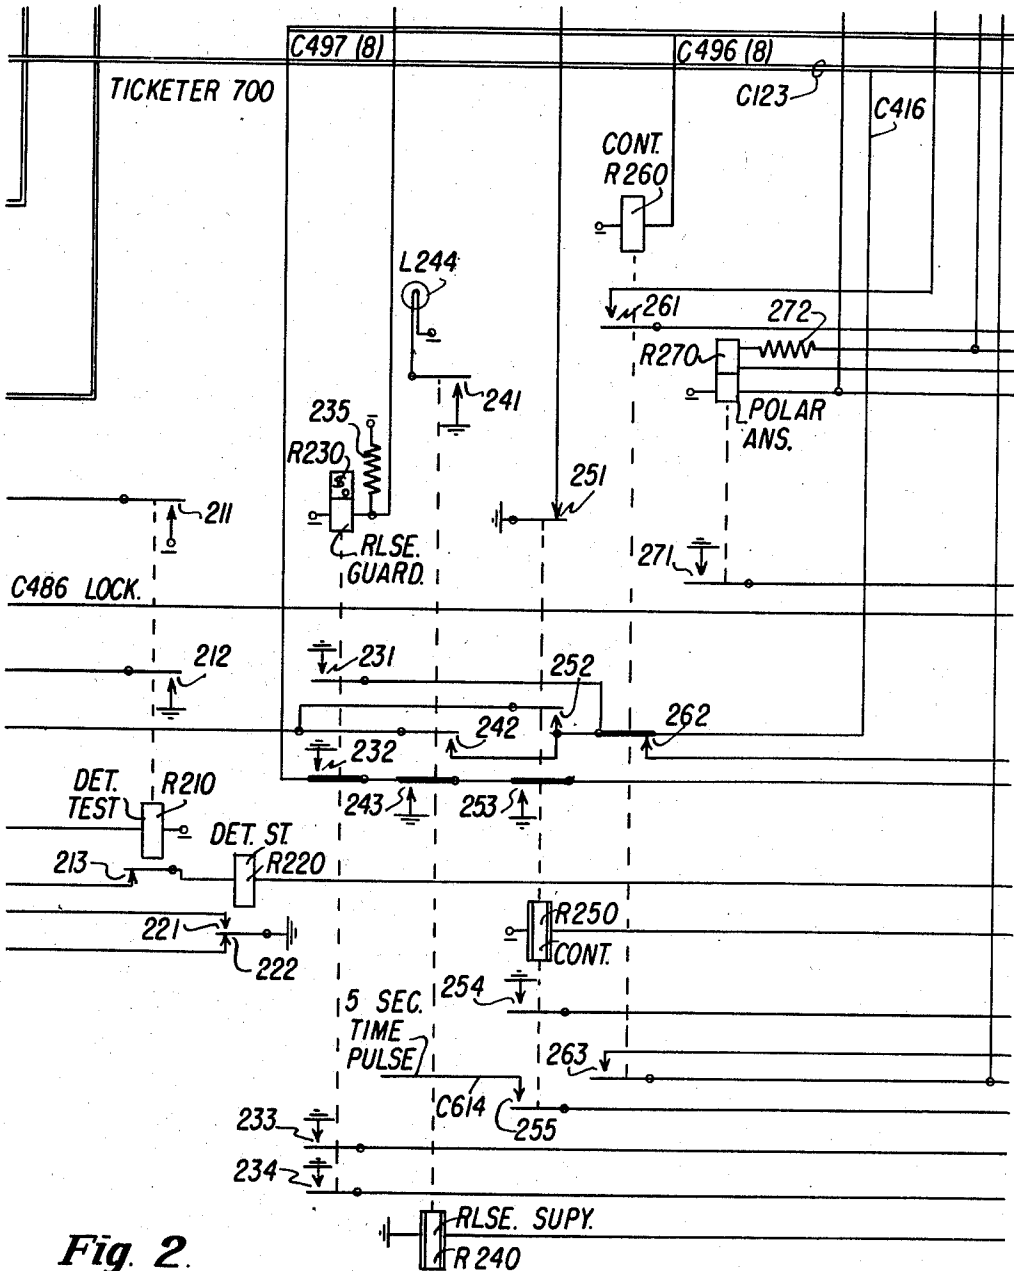 C497 (8)
C496 (8)
TICKETER 700
C123
C416
CONT.
R260
L244
261
272
R270
241
235
POLAR
ANS.
R230
S
O
251
211
RLSE.
GUARD.
271
C486 LOCK.
212
231
252
242
262
232
243
253
DET.
TEST
R210
DET. ST.
213
R220
221
222
R250
CONT.
254
5 SEC.
TIME
PULSE
263
C614
255
233
234
RLSE. SUPY.
R240
Fig. 2.